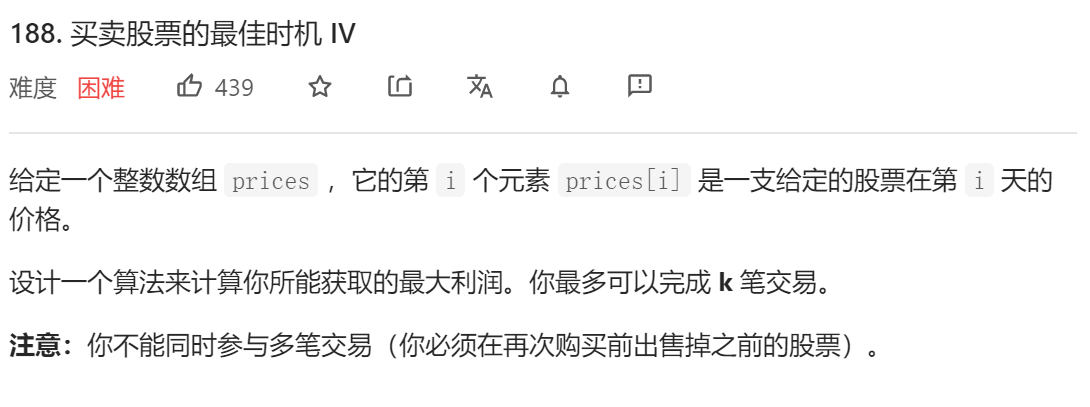 188. 买卖股票的最佳时机 IV
难度 困难 439
给定一个整数数组 prices ，它的第 i 个元素 prices[i] 是一支给定的股票在第 i 天的
价格。
设计一个算法来计算你所能获取的最大利润。你最多可以完成 k 笔交易。
注意：你不能同时参与多笔交易（你必须在再次购买前出售掉之前的股票）。